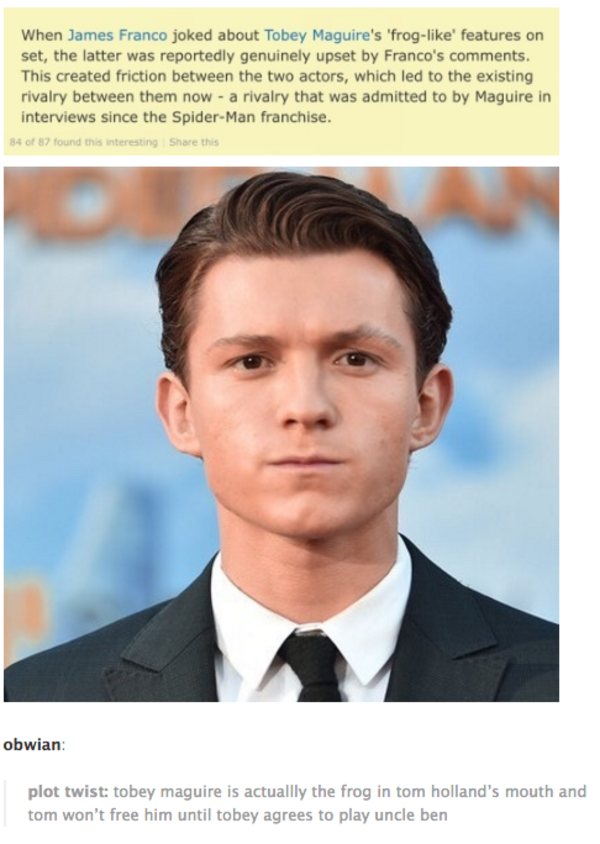 When James Franco joked about Tobey Maguire's 'frog-like' features on
set, the latter was reportedly genuinely upset by Franco's comments.
This created friction between the two actors, which led to the existing
rivalry between them now - a rivalry that was admitted to by Maguire in
interviews since the Spider-Man franchise.
84 of 87 found this interesting | Share this
obwian:
plot twist: tobey maguire is actuallly the frog in tom holland's mouth and
tom won't free him until tobey agrees to play uncle ben